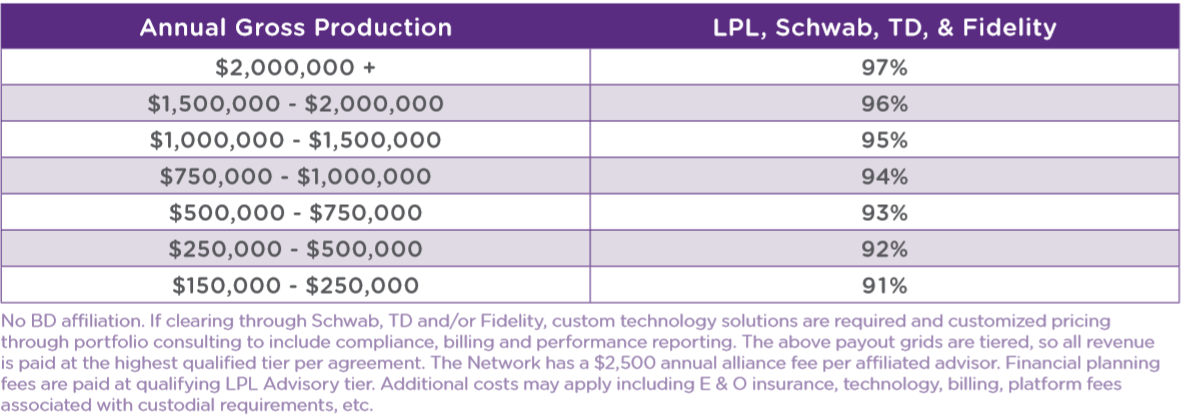 Annual Gross Production LPL, Schwab, TD, & Fidelity
$2,000,000 + 97%
$1,500,000 - $2,000,000 96%
$1,000,000 - $1,500,000 95%
$750,000 - $1,000,000 94%
$500,000 - $750,000 93%
$250,000 - $500,000 92%
$150,000 - $250,000 91%
No BD affiliation. If clearing through Schwab, TD and/or Fidelity, custom technology solutions are required and customized pricing
through portfolio consulting to include compliance, billing and performance reporting. The above payout grids are tiered, so all revenue
is paid at the highest qualified tier per agreement. The Network has a $2,500 annual alliance fee per affiliated advisor. Financial planning
fees are paid at qualifying LPL Advisory tier. Additional costs may apply including E & O insurance, technology, billing, platform fees
associated with custodial requirements, etc.